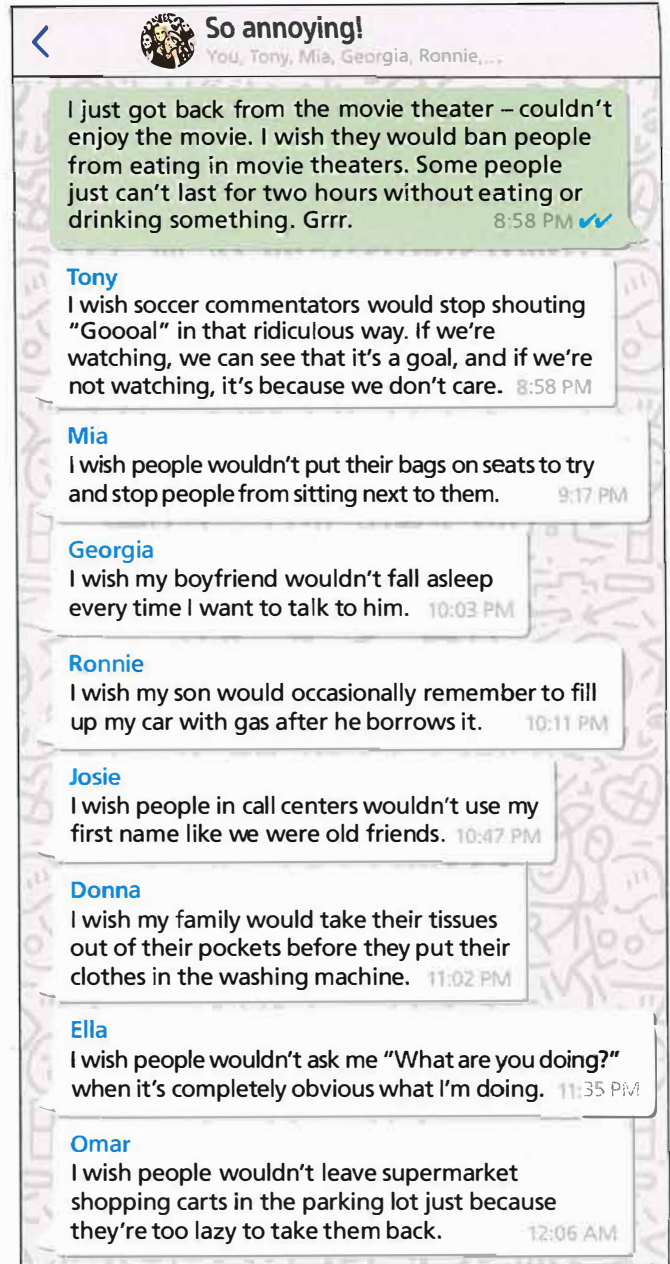 So annoying!
You, Tony, Mia, Georgia, Ronnie,...
I just got back from the movie theater – couldn't
enjoy the movie. I wish they would ban people
from eating in movie theaters. Some people
just can't last for two hours without eating or
drinking something. Grrr. 8:58 PM
Tony
I wish soccer commentators would stop shouting
"Goooal" in that ridiculous way. If we're
watching, we can see that it's a goal, and if we're
not watching, it's because we don't care. 8:58 PM
Mia
I wish people wouldn't put their bags on seats to try
and stop people from sitting next to them. 9:17 PM
Georgia
I wish my boyfriend wouldn't fall asleep
every time I want to talk to him. 10:03 PM
Ronnie
I wish my son would occasionally remember to fill
up my car with gas after he borrows it. 10:11 PM
Josie
I wish people in call centers wouldn't use my
first name like we were old friends. 10:47 PM
Donna
I wish my family would take their tissues
out of their pockets before they put their
clothes in the washing machine. 11:02 PM
Ella
I wish people wouldn't ask me "What are you doing?"
when it's completely obvious what I'm doing. 11:35 PM
Omar
I wish people wouldn't leave supermarket
shopping carts in the parking lot just because
they're too lazy to take them back. 12:06 AM